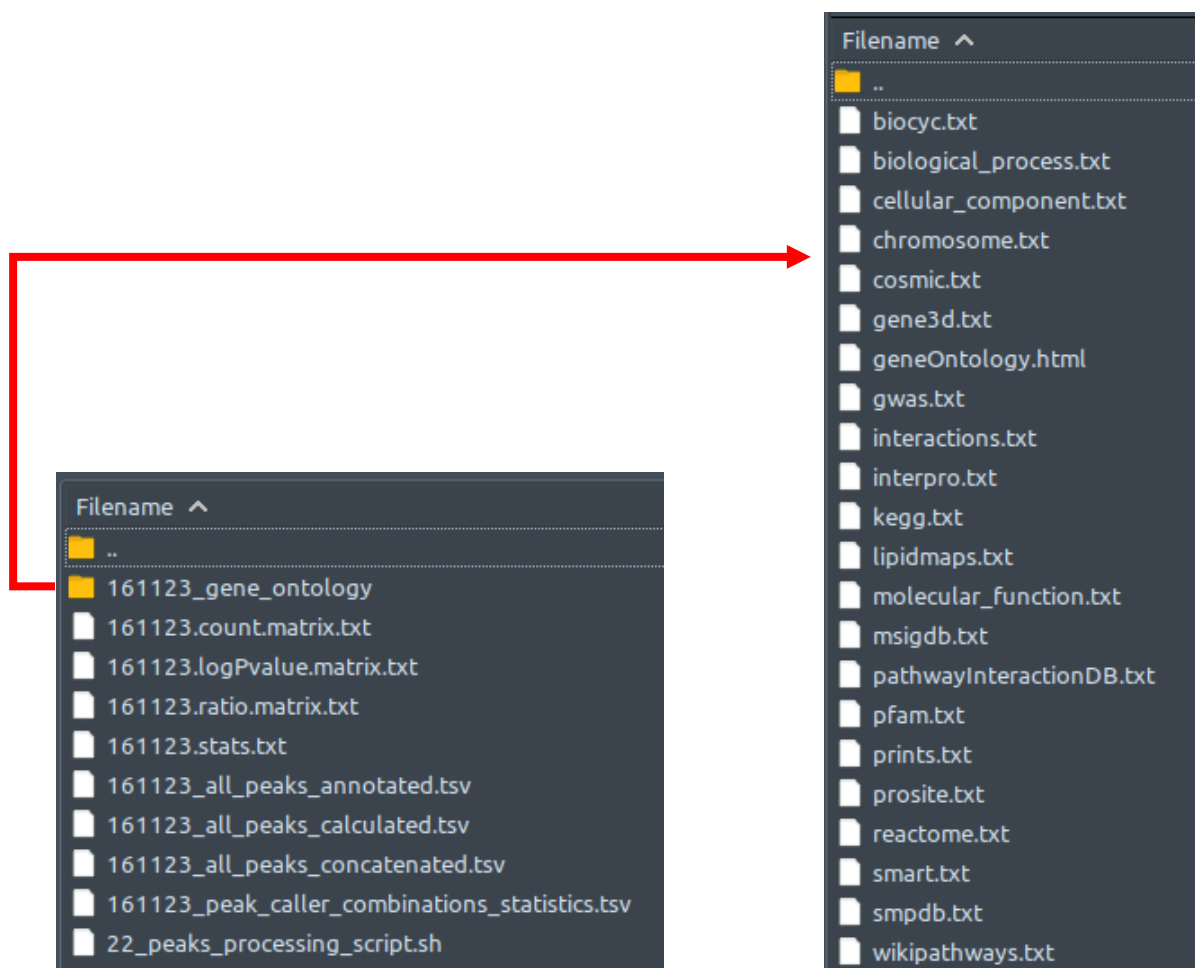 Filename
..
161123_gene_ontology
161123.count.matrix.txt
161123.logPvalue.matrix.txt
161123.ratio.matrix.txt
161123.stats.txt
161123_all_peaks_annotated.tsv
161123_all_peaks_calculated.tsv
161123_all_peaks_concatenated.tsv
161123_peak_caller_combinations_statistics.tsv
22_peaks_processing_script.sh
Filename
..
biocyc.txt
biological_process.txt
cellular_component.txt
chromosome.txt
cosmic.txt
gene3d.txt
geneOntology.html
gwas.txt
interactions.txt
interpro.txt
kegg.txt
lipidmaps.txt
molecular_function.txt
msigdb.txt
pathwayInteractionDB.txt
pfam.txt
prints.txt
prosite.txt
reactome.txt
smart.txt
smpdb.txt
wikipathways.txt